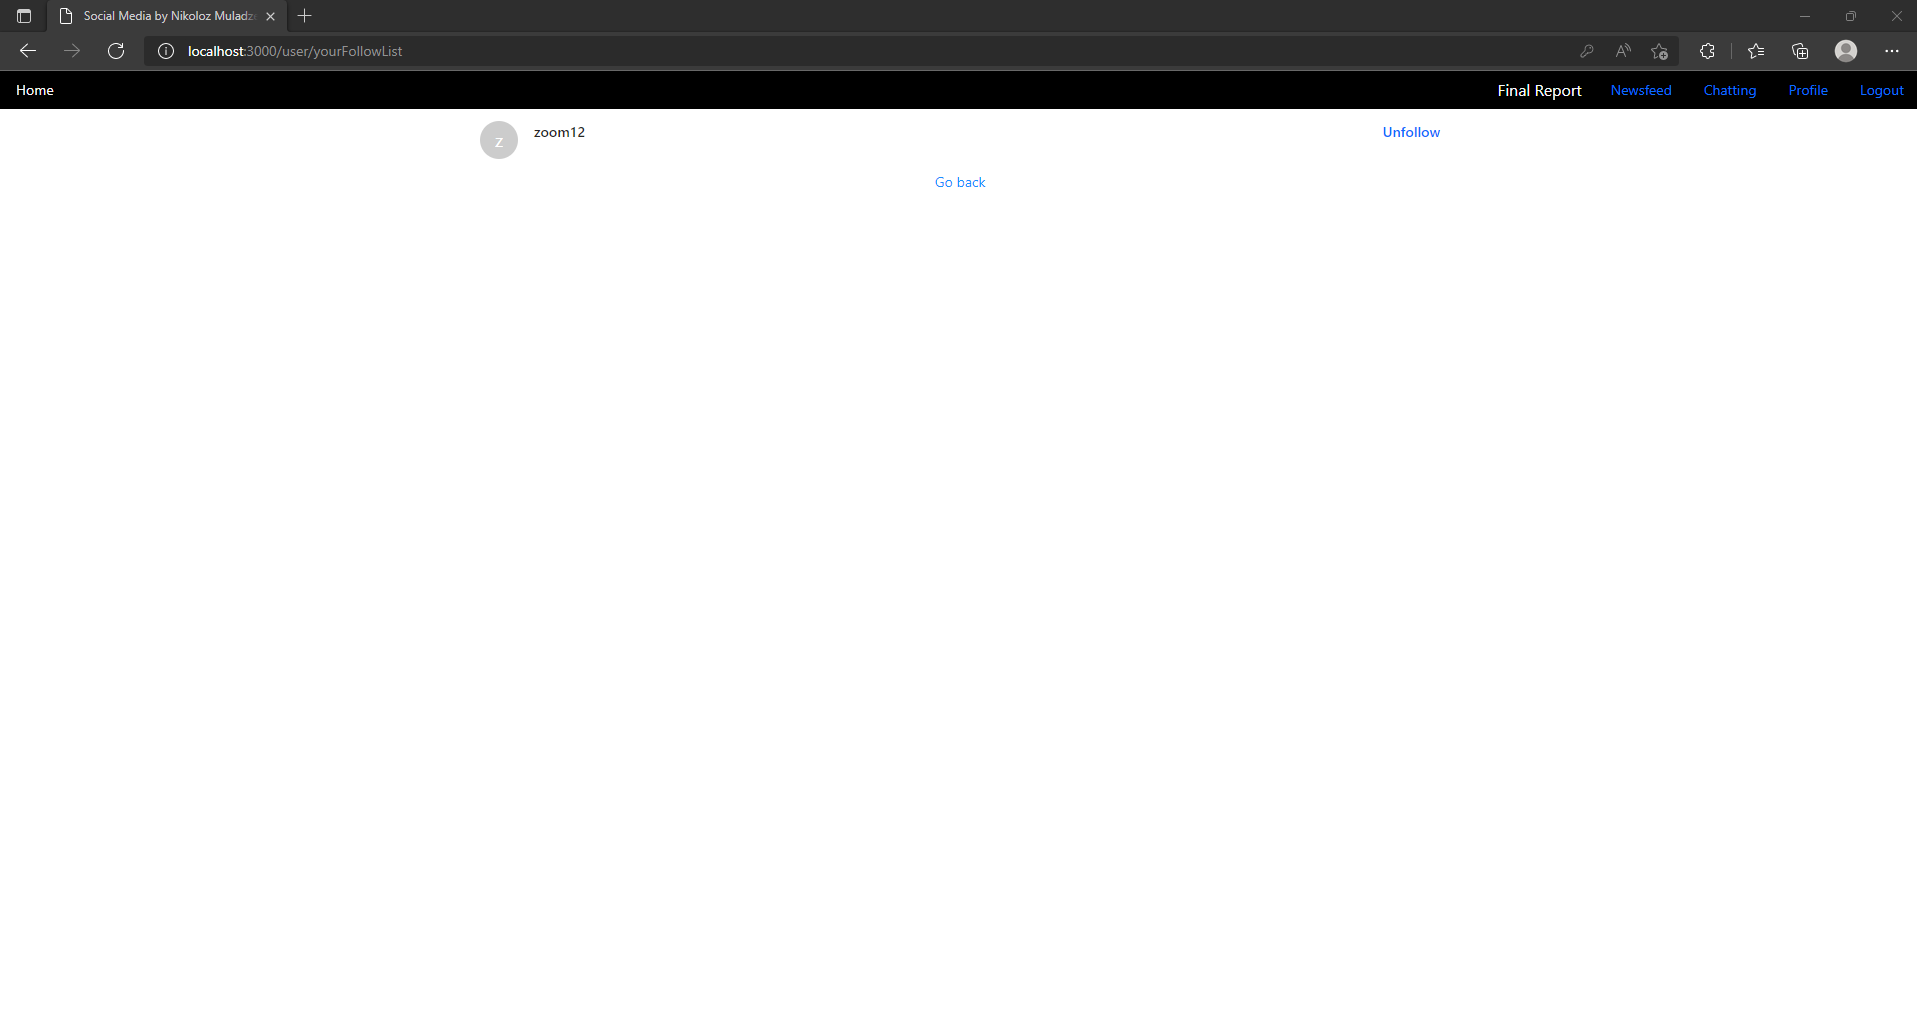 Social Media by Nikoloz Muladz
localhost:3000/user/yourFollowList
Home Final Report Newsfeed Chatting Profile Logout
z zoom12 Unfollow
Go back